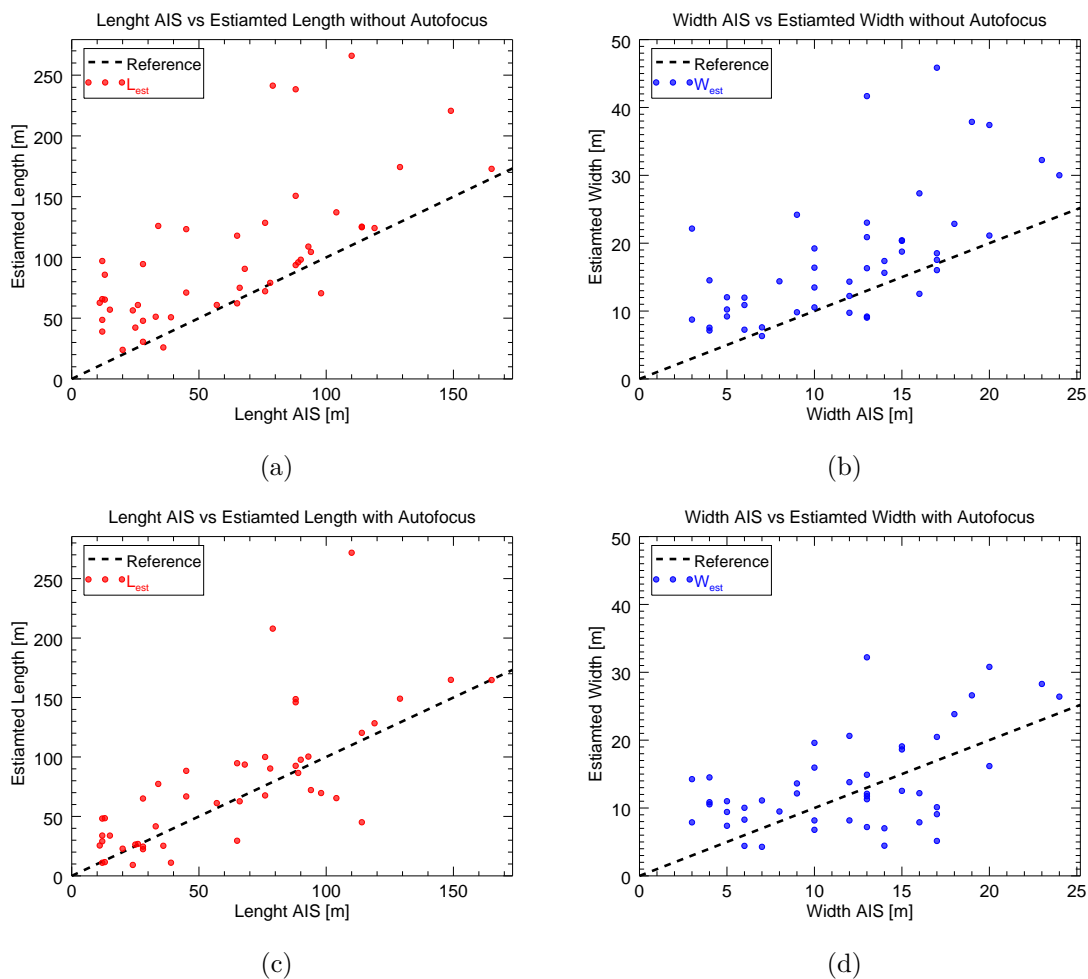 Lenght AIS vs Estiamted Length without Autofocus
Reference
L_est
250
200
150
100
50
0
Estiamted Length [m]
0 50 100 150
Lenght AIS [m]
(a)
Width AIS vs Estiamted Width without Autofocus
Reference
W_est
50
40
30
20
10
0
Estiamted Width [m]
0 5 10 15 20 25
Width AIS [m]
(b)
Lenght AIS vs Estiamted Length with Autofocus
Reference
L_est
250
200
150
100
50
0
Estiamted Length [m]
0 50 100 150
Lenght AIS [m]
(c)
Width AIS vs Estiamted Width with Autofocus
Reference
W_est
50
40
30
20
10
0
Estiamted Width [m]
0 5 10 15 20 25
Width AIS [m]
(d)